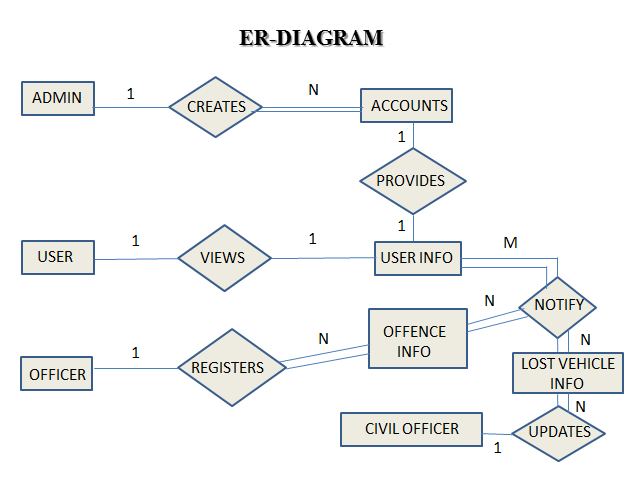 ER-DIAGRAM
ADMIN
1
CREATES
N
ACCOUNTS
1
PROVIDES
1
USER
1
VIEWS
1
USER INFO
M
NOTIFY
N
OFFENCE
INFO
N
OFFICER
1
REGISTERS
N
LOST VEHICLE
INFO
N
CIVIL OFFICER
1
UPDATES